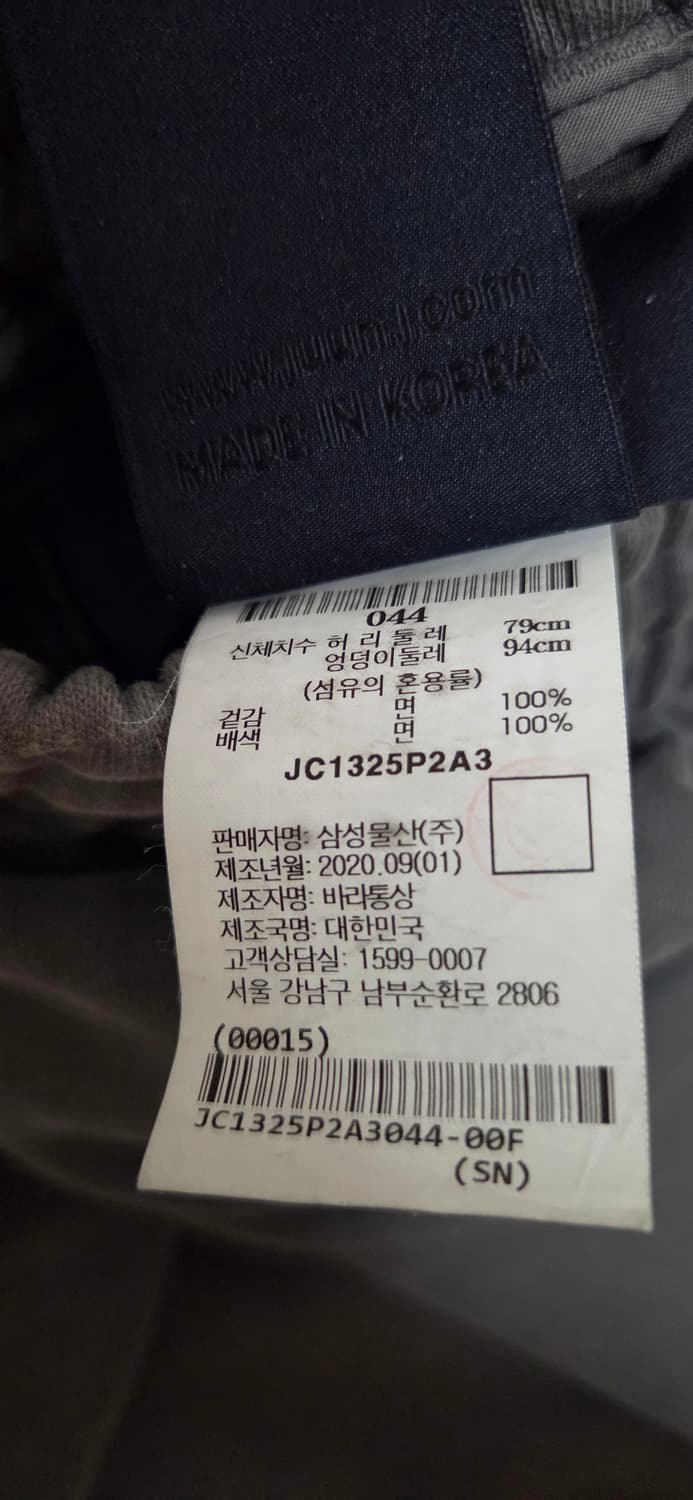 www.juunj.com
MADE IN KOREA
044
신체치수 허 리 둘 레 79cm
엉덩이둘레 94cm
(섬유의 혼용률)
겉감 면 100%
배색 면 100%
JC1325P2A3
판매자명: 삼성물산(주)
제조년월: 2020.09(01)
제조자명: 바라통상
제조국명: 대한민국
고객상담실: 1599-0007
서울 강남구 남부순환로 2806
(00015)
JC1325P2A3044-00F
(SN)